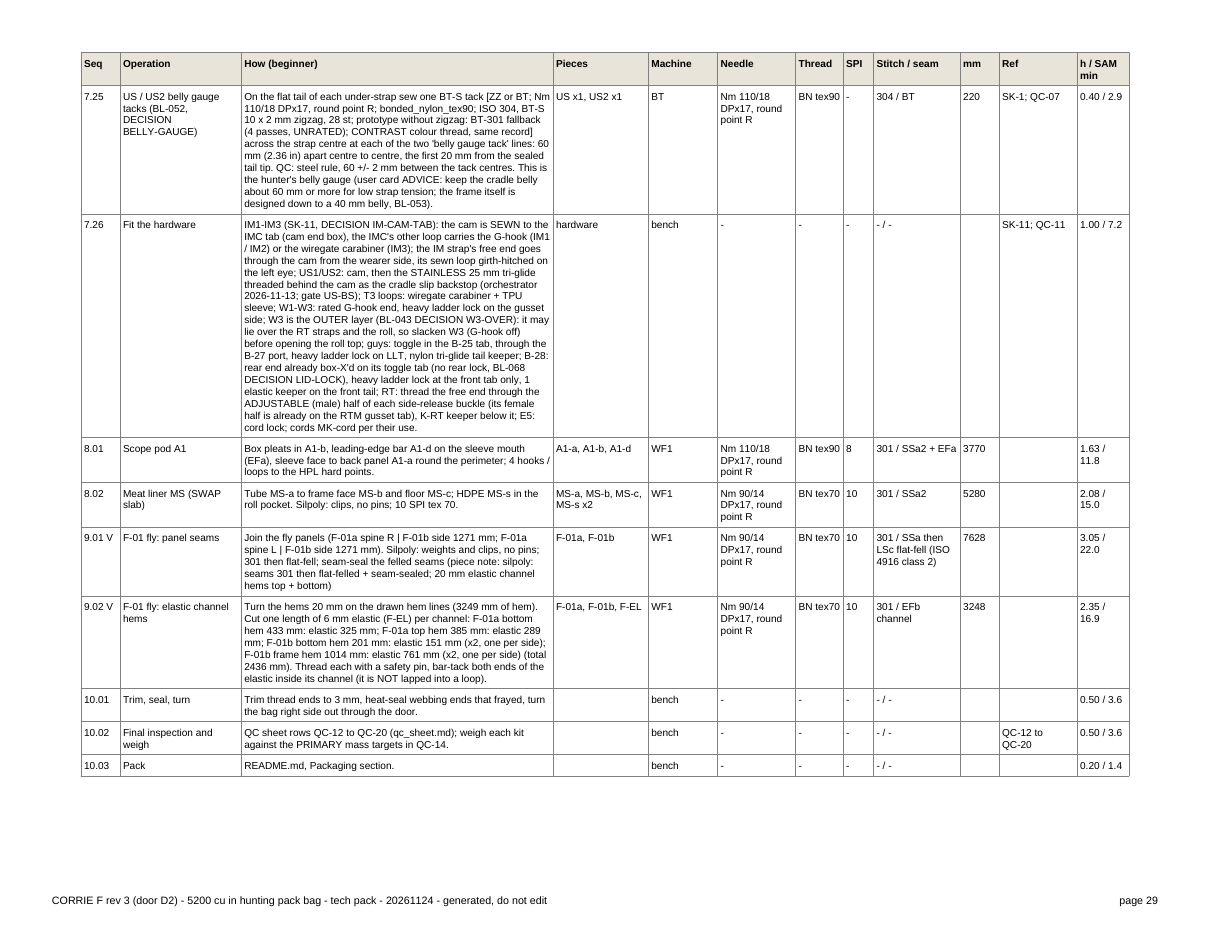 Seq Operation How (beginner) Pieces Machine Needle Thread SPI Stitch / seam mm Ref h / SAM min
7.25
US / US2 belly gauge
tacks (BL-052,
DECISION
BELLY-GAUGE)
On the flat tail of each under-strap sew one BT-S tack [ZZ or BT; Nm
110/18 DPx17, round point R; bonded_nylon_tex90; ISO 304, BT-S
10 x 2 mm zigzag, 28 st; prototype without zigzag: BT-301 fallback
(4 passes, UNRATED); CONTRAST colour thread, same record]
across the strap centre at each of the two 'belly gauge tack' lines: 60
mm (2.36 in) apart centre to centre, the first 20 mm from the sealed
tail tip. QC: steel rule, 60 +/- 2 mm between the tack centres. This is
the hunter's belly gauge (user card ADVICE: keep the cradle belly
about 60 mm or more for low strap tension; the frame itself is
designed down to a 40 mm belly, BL-053).
US x1, US2 x1
BT
Nm 110/18
DPx17, round
point R
BN tex90
-
304 / BT
220
SK-1; QC-07
0.40 / 2.9
7.26
Fit the hardware
IM1-IM3 (SK-11, DECISION IM-CAM-TAB): the cam is SEWN to the
IMC tab (cam end box), the IMC's other loop carries the G-hook (IM1
/ IM2) or the wiregate carabiner (IM3); the IM strap's free end goes
through the cam from the wearer side, its sewn loop girth-hitched on
the left eye; US1/US2: cam, then the STAINLESS 25 mm tri-glide
threaded behind the cam as the cradle slip backstop (orchestrator
2026-11-13; gate US-BS); T3 loops: wiregate carabiner + TPU
sleeve; W1-W3: rated G-hook end, heavy ladder lock on the gusset
side; W3 is the OUTER layer (BL-043 DECISION W3-OVER): it may
lie over the RT straps and the roll, so slacken W3 (G-hook off)
before opening the roll top; guys: toggle in the B-25 tab, through the
B-27 port, heavy ladder lock on LLT, nylon tri-glide tail keeper; B-28:
rear end already box-X'd on its toggle tab (no rear lock, BL-068
DECISION LID-LOCK), heavy ladder lock at the front tab only, 1
elastic keeper on the front tail; RT: thread the free end through the
ADJUSTABLE (male) half of each side-release buckle (its female
half is already on the RTM gusset tab), K-RT keeper below it; E5:
cord lock; cords MK-cord per their use.
hardware
bench
-
-
-
- / -
SK-11; QC-11
1.00 / 7.2
8.01
Scope pod A1
Box pleats in A1-b, leading-edge bar A1-d on the sleeve mouth
(EFa), sleeve face to back panel A1-a round the perimeter; 4 hooks /
loops to the HPL hard points.
A1-a, A1-b, A1-d
WF1
Nm 110/18
DPx17, round
point R
BN tex90
8
301 / SSa2 + EFa
3770
1.63 /
11.8
8.02
Meat liner MS (SWAP
slab)
Tube MS-a to frame face MS-b and floor MS-c; HDPE MS-s in the
roll pocket. Silpoly: clips, no pins; 10 SPI tex 70.
MS-a, MS-b, MS-c,
MS-s x2
WF1
Nm 90/14
DPx17, round
point R
BN tex70
10
301 / SSa2
5280
2.08 /
15.0
9.01 V
F-01 fly: panel seams
Join the fly panels (F-01a spine R | F-01b side 1271 mm; F-01a
spine L | F-01b side 1271 mm). Silpoly: weights and clips, no pins;
301 then flat-fell; seam-seal the felled seams (piece note: silpoly:
seams 301 then flat-felled + seam-sealed; 20 mm elastic channel
hems top + bottom)
F-01a, F-01b
WF1
Nm 90/14
DPx17, round
point R
BN tex70
10
301 / SSa then
LSc flat-fell (ISO
4916 class 2)
7628
3.05 /
22.0
9.02 V
F-01 fly: elastic channel
hems
Turn the hems 20 mm on the drawn hem lines (3249 mm of hem).
Cut one length of 6 mm elastic (F-EL) per channel: F-01a bottom
hem 433 mm: elastic 325 mm; F-01a top hem 385 mm: elastic 289
mm; F-01b bottom hem 201 mm: elastic 151 mm (x2, one per side);
F-01b frame hem 1014 mm: elastic 761 mm (x2, one per side) (total
2436 mm). Thread each with a safety pin, bar-tack both ends of the
elastic inside its channel (it is NOT lapped into a loop).
F-01a, F-01b, F-EL
WF1
Nm 90/14
DPx17, round
point R
BN tex70
10
301 / EFb
channel
3248
2.35 /
16.9
10.01
Trim, seal, turn
Trim thread ends to 3 mm, heat-seal webbing ends that frayed, turn
the bag right side out through the door.
bench
-
-
-
- / -
0.50 / 3.6
10.02
Final inspection and
weigh
QC sheet rows QC-12 to QC-20 (qc_sheet.md); weigh each kit
against the PRIMARY mass targets in QC-14.
bench
-
-
-
- / -
QC-12 to
QC-20
0.50 / 3.6
10.03
Pack
README.md, Packaging section.
bench
-
-
-
- / -
0.20 / 1.4
CORRIE F rev 3 (door D2) - 5200 cu in hunting pack bag - tech pack - 20261124 - generated, do not edit
page 29